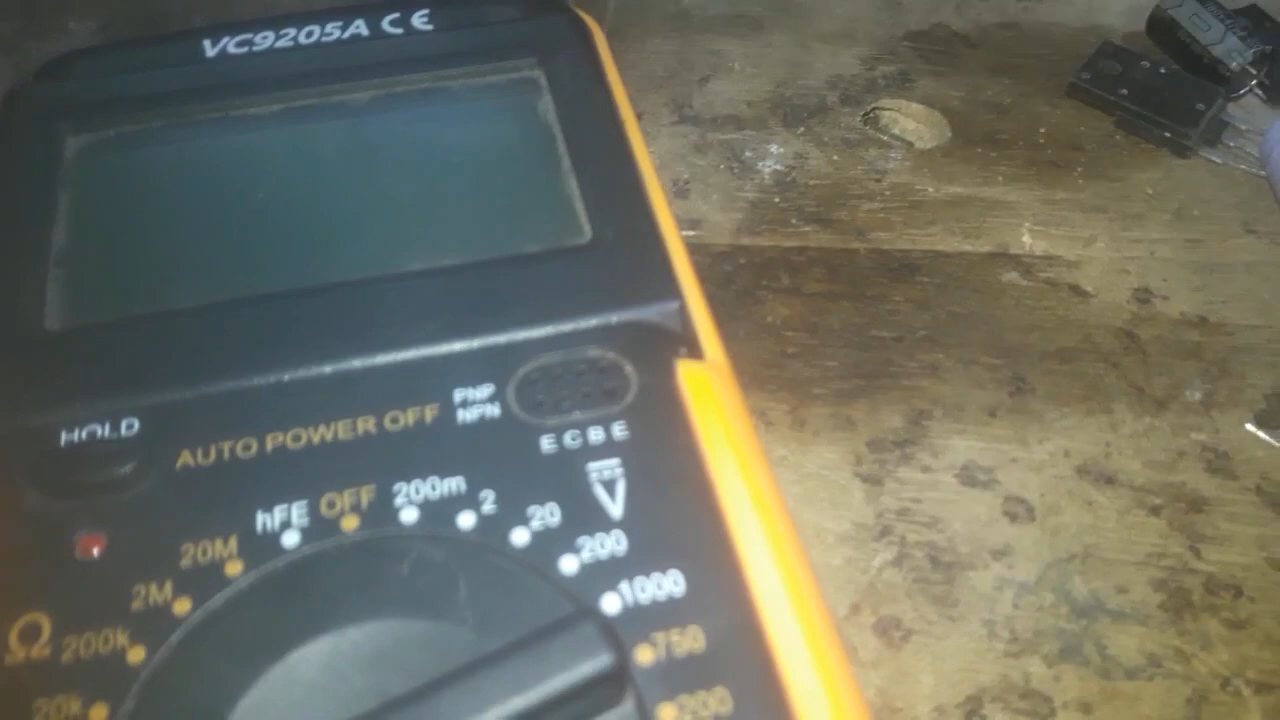 VC9205A CE
HOLD
AUTO POWER OFF
PNP
NPN
E C B E
V
hFE OFF 200m 2 20 200 1000
750
200
20M
2M
Ω 200k
20k